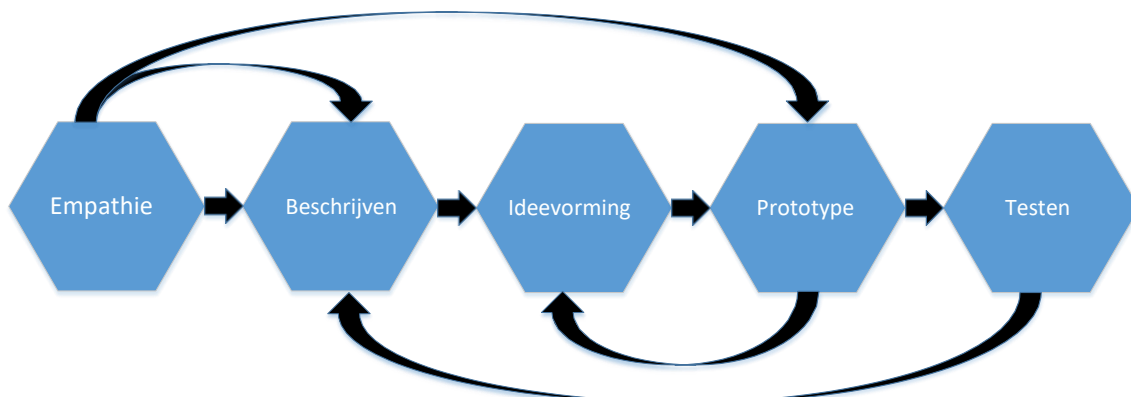 Empathie
Beschrijven
Ideevorming
Prototype
Testen